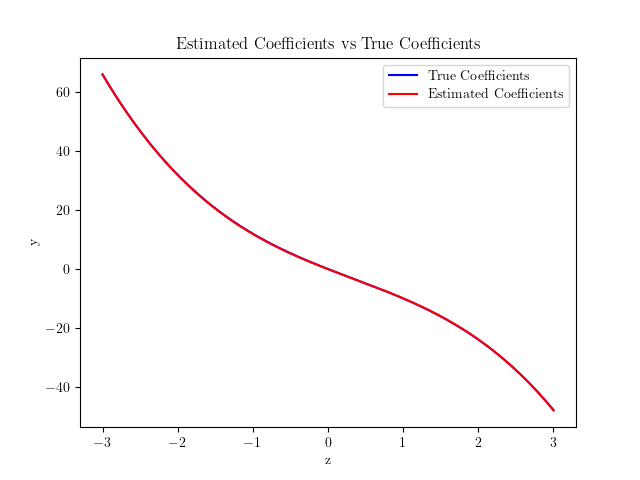 Estimated Coefficients vs True Coefficients
True Coefficients
Estimated Coefficients
60
40
20
0
−20
−40
y
−3
−2
−1
0
1
2
3
z